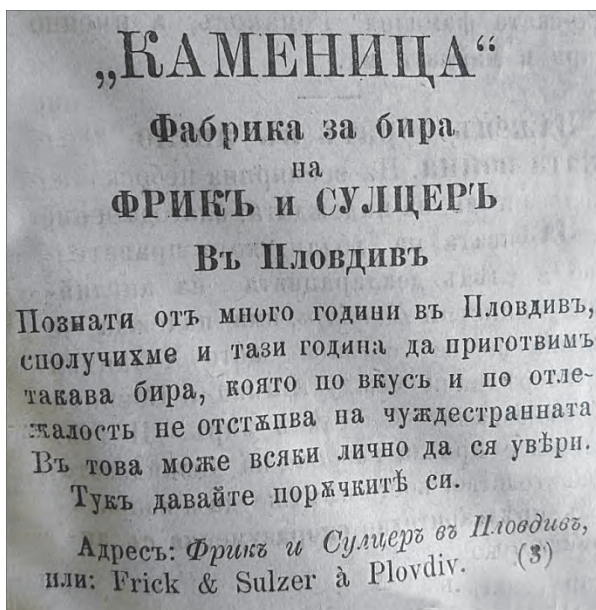 „КАМЕНИЦА“
Фабрика за бира
на
ФРИКЪ и СУЛЦЕРЪ
Въ Пловдивъ
Познати отъ много години въ Пловдивъ,
сполучихме и тази година да приготвимъ
такава бира, която по вкусъ и по отле-
жалость не отстѫпва на чуждестранната
Въ това може всяки лично да ся увѣри.
Тукъ давайте порѫчкитѣ си.
Адресъ: Фрикъ и Сулцеръ въ Пловдивъ,
или: Frick & Sulzer à Plovdiv. (3)